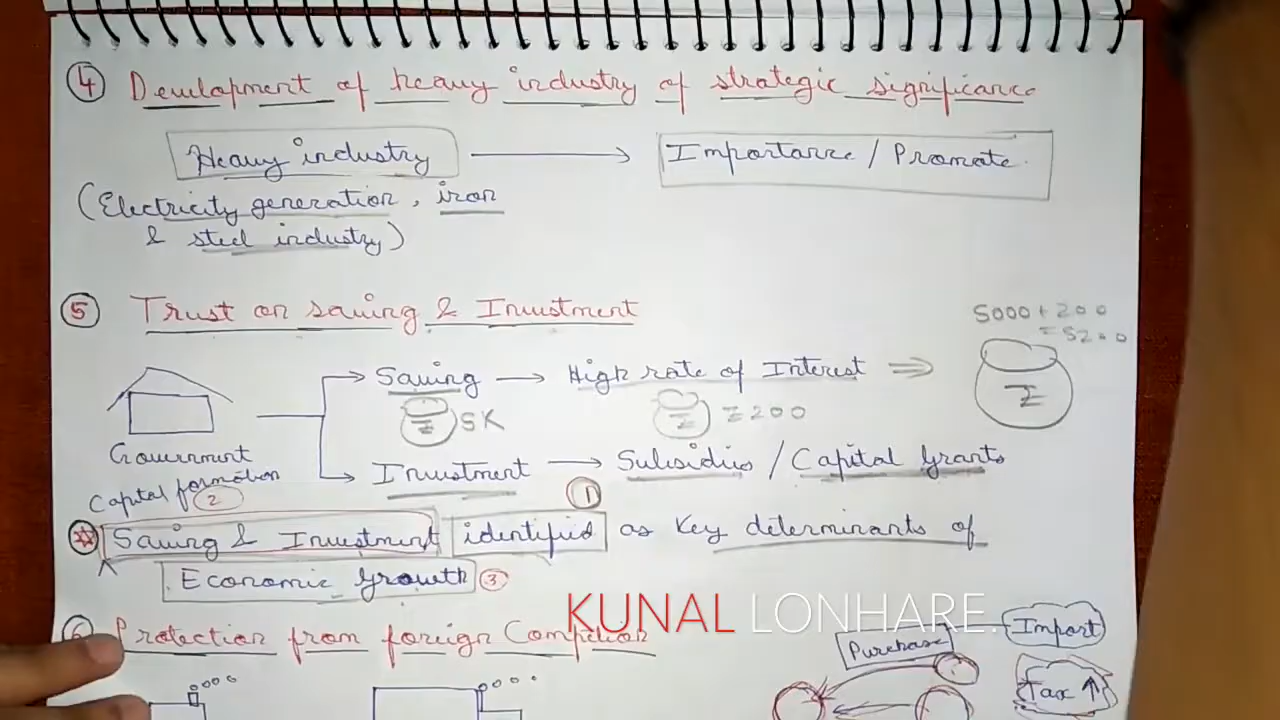 ④ Development of heavy industry of strategic significance
Heavy industry → Importance / Promote.
(Electricity generation, iron
& steel industry)
⑤ Trust on saving & Investment
5000 + 200
= 5200
Saving → High rate of Interest ⇒
₹ 5K ₹ ₹200 ₹
Government
Investment → Subsidies / Capital Grants
Capital formation
② ①
Saving & Investment identified as key determinants of
Economic Growth ③
KUNAL LONHARE.
⑥ Protection from foreign
Import
Purchase
Tax ↑